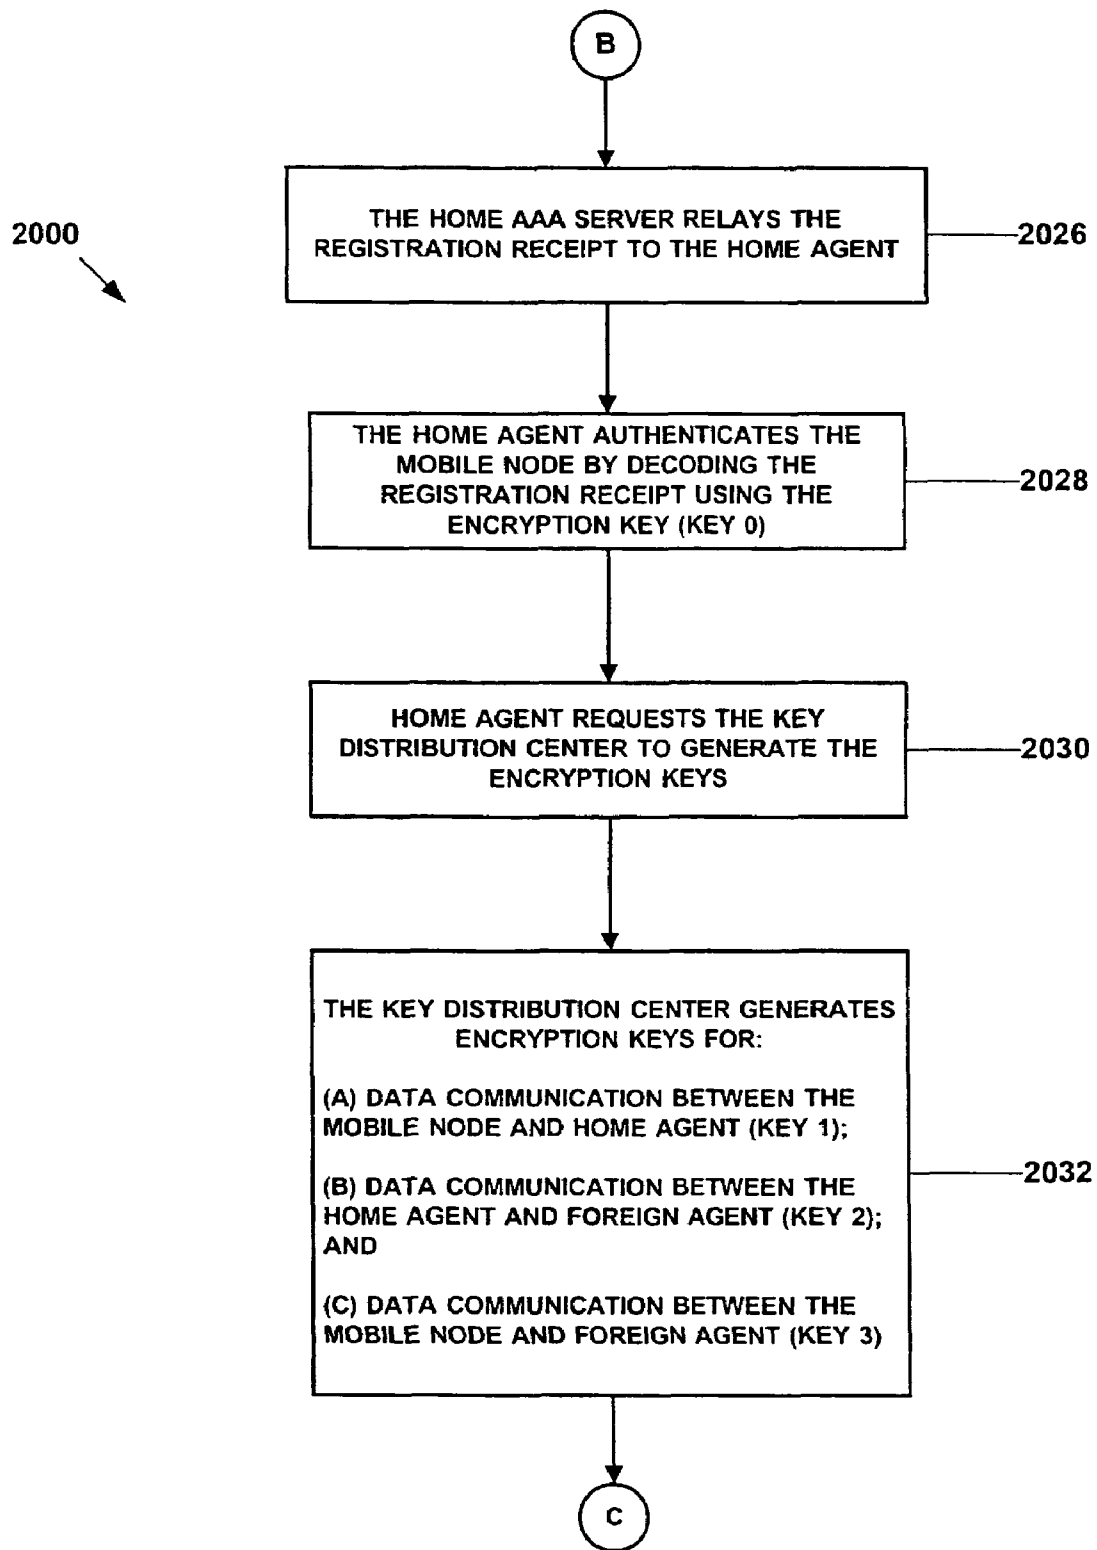 B
2000
THE HOME AAA SERVER RELAYS THE
REGISTRATION RECEIPT TO THE HOME AGENT
2026
THE HOME AGENT AUTHENTICATES THE
MOBILE NODE BY DECODING THE
REGISTRATION RECEIPT USING THE
ENCRYPTION KEY (KEY 0)
2028
HOME AGENT REQUESTS THE KEY
DISTRIBUTION CENTER TO GENERATE THE
ENCRYPTION KEYS
2030
THE KEY DISTRIBUTION CENTER GENERATES
ENCRYPTION KEYS FOR:
(A) DATA COMMUNICATION BETWEEN THE
MOBILE NODE AND HOME AGENT (KEY 1);
(B) DATA COMMUNICATION BETWEEN THE
HOME AGENT AND FOREIGN AGENT (KEY 2);
AND
(C) DATA COMMUNICATION BETWEEN THE
MOBILE NODE AND FOREIGN AGENT (KEY 3)
2032
C